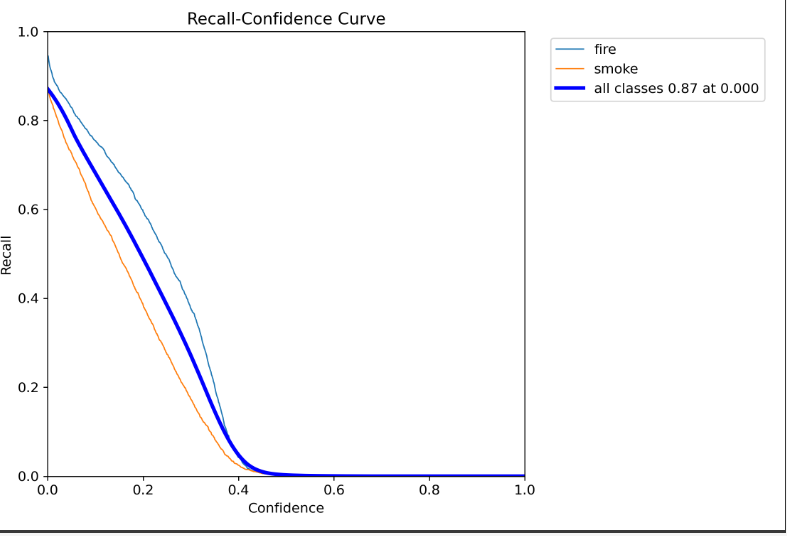 Recall-Confidence Curve
1.0
0.8
0.6
0.4
0.2
0.0
Recall
0.0 0.2 0.4 0.6 0.8 1.0
Confidence
fire
smoke
all classes 0.87 at 0.000